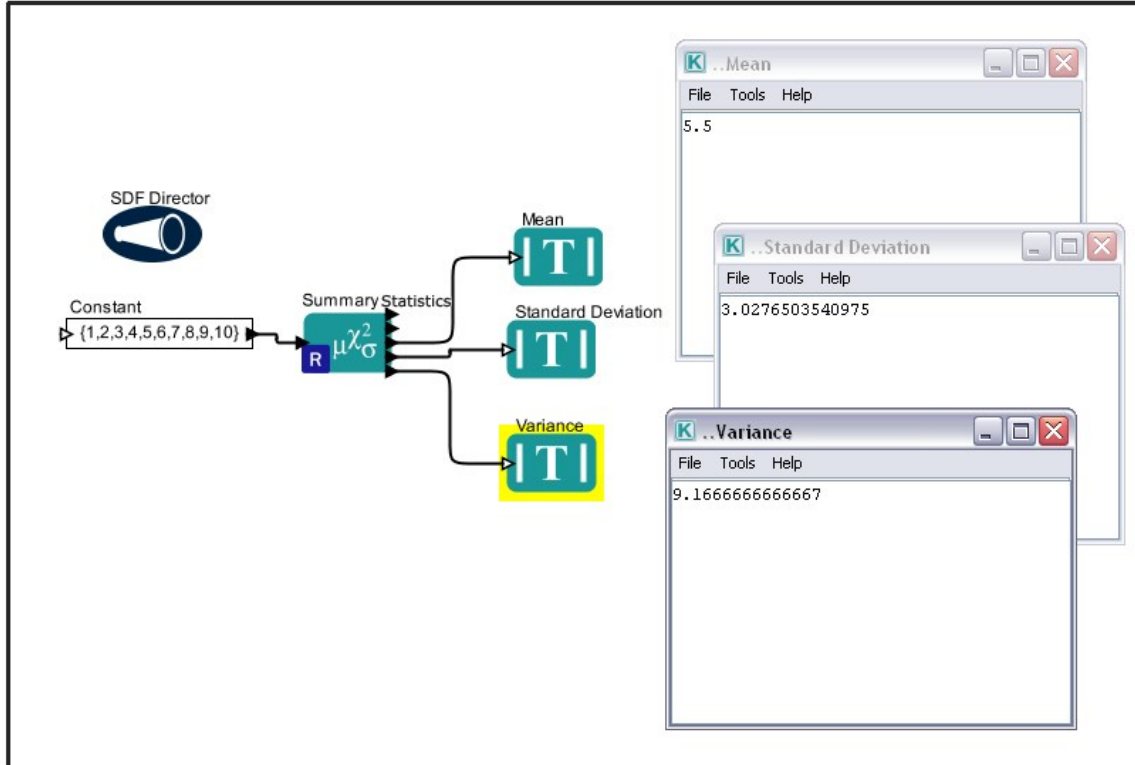 SDF Director
Constant
{1,2,3,4,5,6,7,8,9,10}
Summary Statistics
R μχ²σ
Mean
T
Standard Deviation
T
Variance
T
K ..Mean
File Tools Help
5.5
K ..Standard Deviation
File Tools Help
3.0276503540975
K ..Variance
File Tools Help
9.1666666666667